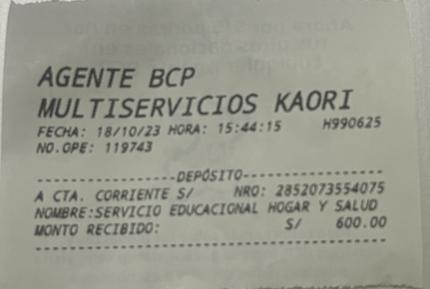 AGENTE BCP
MULTISERVICIOS KAORI
FECHA: 18/10/23 HORA: 15:44:15 H990625
NO.OPE: 119743
--------------------DEPÓSITO--------------------
A CTA. CORRIENTE S/ NRO: 2852073554075
NOMBRE:SERVICIO EDUCACIONAL HOGAR Y SALUD
MONTO RECIBIDO: S/ 600.00
------------------------------------------------